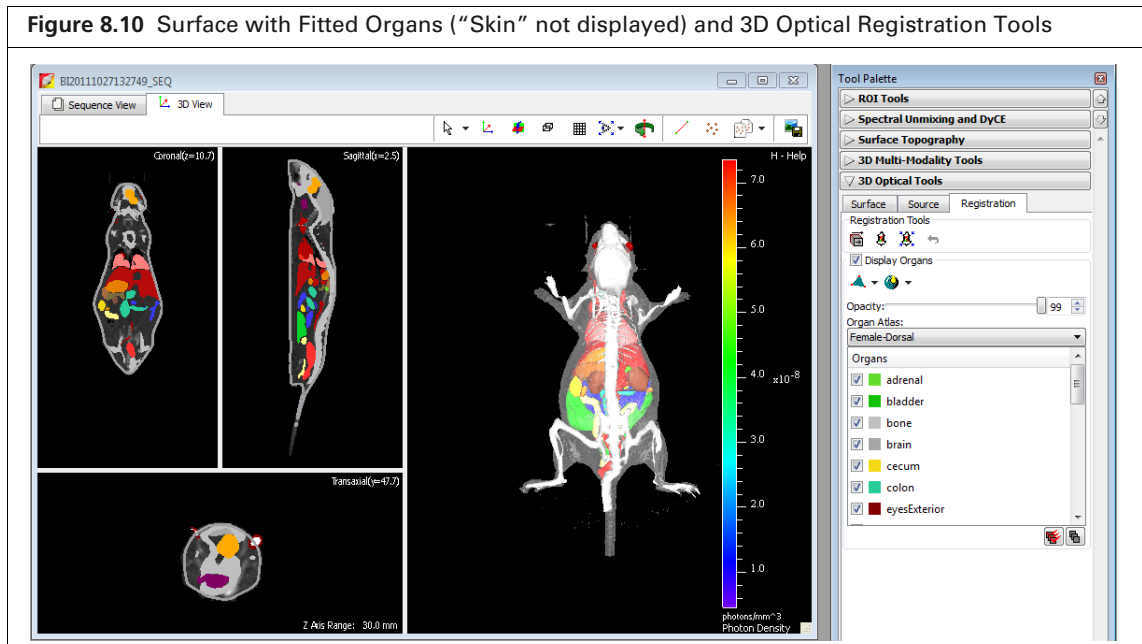 Figure 8.10 Surface with Fitted Organs (“Skin” not displayed) and 3D Optical Registration Tools
BI20111027132749_SEQ
Sequence View
3D View
Coronal(z=10.7)
Sagittal(x=2.5)
H - Help
7.0
6.0
5.0
4.0
x10^-8
3.0
2.0
1.0
photons/mm^3
Photon Density
Transaxial(y=47.7)
Z Axis Range: 30.0 mm
Tool Palette
ROI Tools
Spectral Unmixing and DyCE
Surface Topography
3D Multi-Modality Tools
3D Optical Tools
Surface
Source
Registration
Registration Tools
Display Organs
Opacity:
99
Organ Atlas:
Female-Dorsal
Organs
adrenal
bladder
bone
brain
cecum
colon
eyesExterior